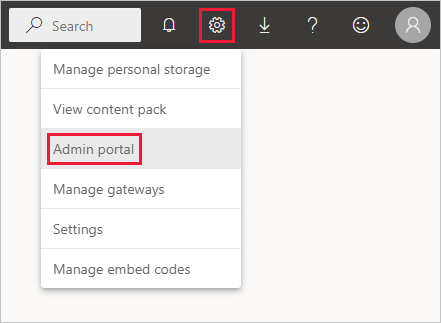 Search
Manage personal storage
View content pack
Admin portal
Manage gateways
Settings
Manage embed codes